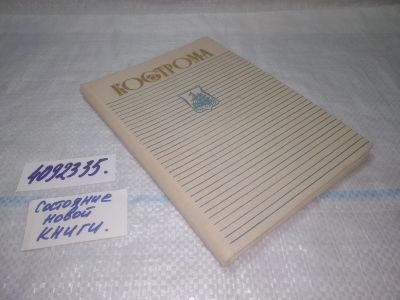 КОСТРОМА
4092335.
Состояние
новой
книги.